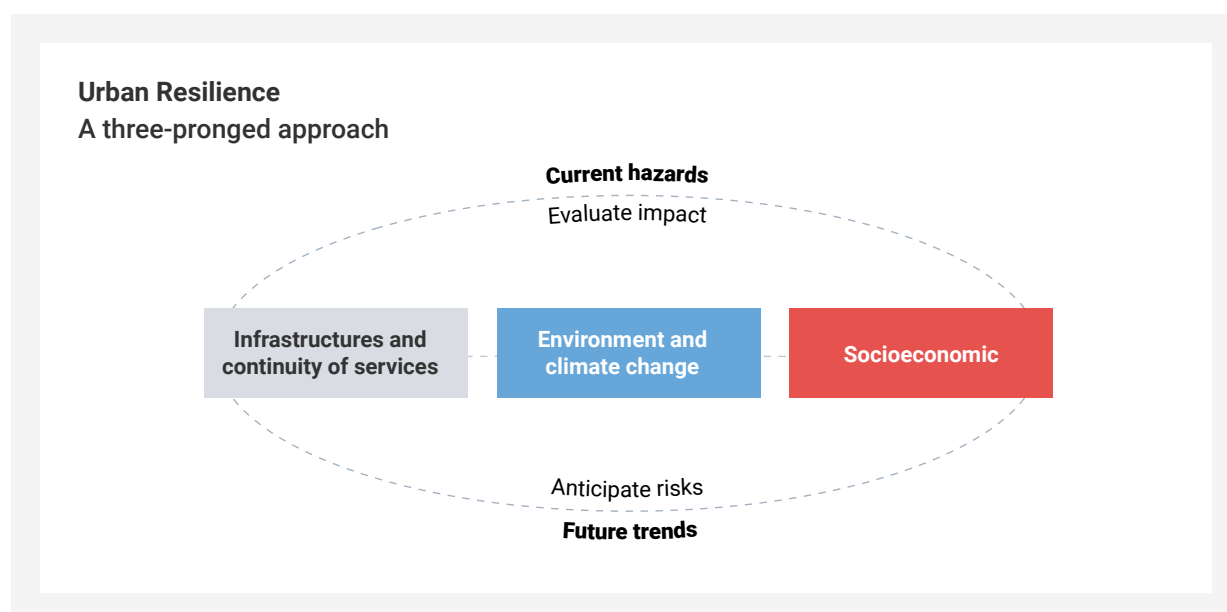 Urban Resilience
A three-pronged approach
Current hazards
Evaluate impact
Infrastructures and
continuity of services
Environment and
climate change
Socioeconomic
Anticipate risks
Future trends